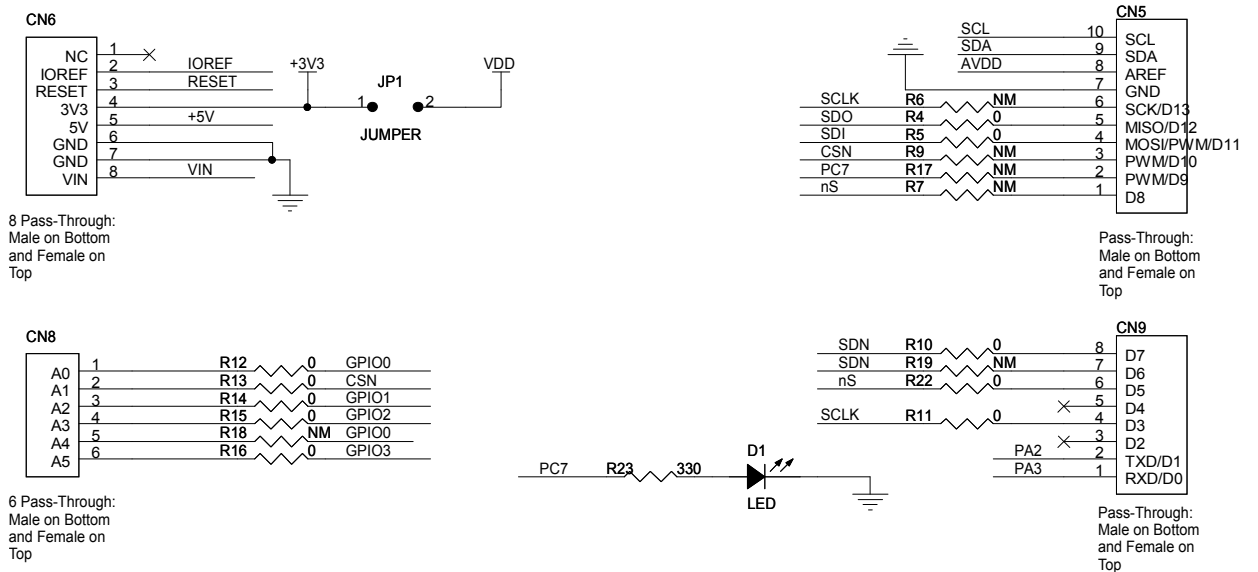 CN6
NC 1
IOREF 2 IOREF
RESET 3 RESET
3V3 4
5V 5 +5V
GND 6
GND 7
VIN 8 VIN
+3V3
JP1
1 2
JUMPER
VDD
8 Pass-Through:
Male on Bottom
and Female on
Top
CN5
SCL 10 SCL
SDA 9 SDA
AVDD 8 AREF
7 GND
SCLK R6 NM 6 SCK/D13
SDO R4 0 5 MISO/D12
SDI R5 0 4 MOSI/PWM/D11
CSN R9 NM 3 PWM/D10
PC7 R17 NM 2 PWM/D9
nS R7 NM 1 D8
Pass-Through:
Male on Bottom
and Female on
Top
CN8
A0 1 R12 0 GPIO0
A1 2 R13 0 CSN
A2 3 R14 0 GPIO1
A3 4 R15 0 GPIO2
A4 5 R18 NM GPIO0
A5 6 R16 0 GPIO3
6 Pass-Through:
Male on Bottom
and Female on
Top
PC7 R23 330
D1
LED
CN9
SDN R10 0 8 D7
SDN R19 NM 7 D6
nS R22 0 6 D5
5 D4
SCLK R11 0 4 D3
3 D2
PA2 2 TXD/D1
PA3 1 RXD/D0
Pass-Through:
Male on Bottom
and Female on
Top